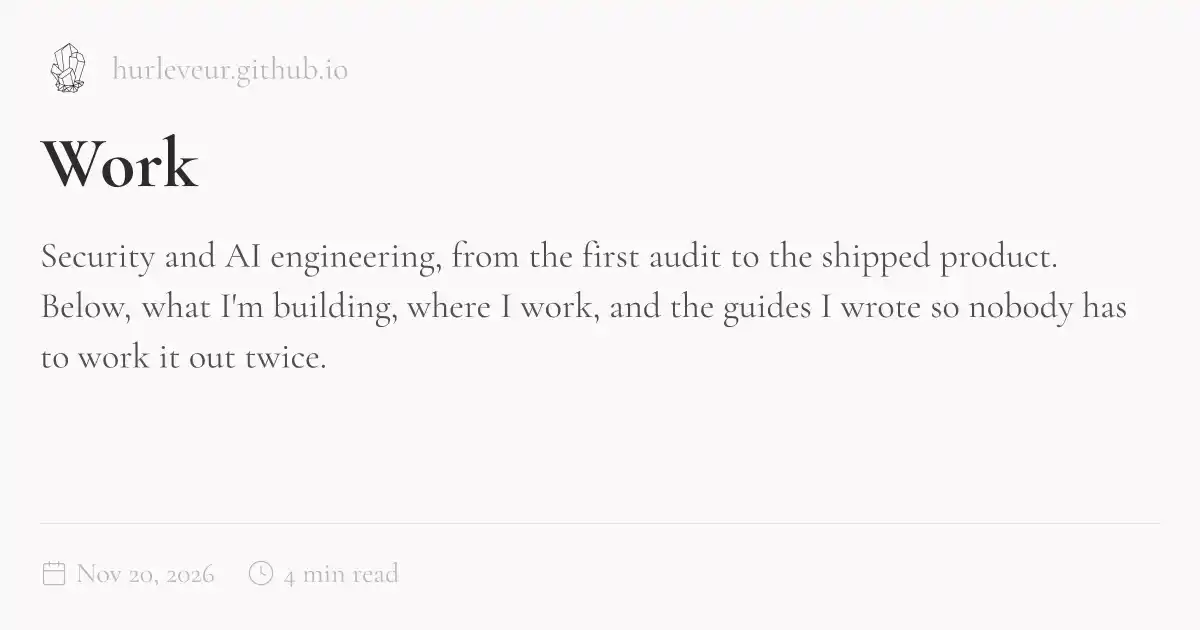 hurleveur.github.io
Work
Security and AI engineering, from the first audit to the shipped product.
Below, what I'm building, where I work, and the guides I wrote so nobody has
to work it out twice.
Nov 20, 2026 4 min read